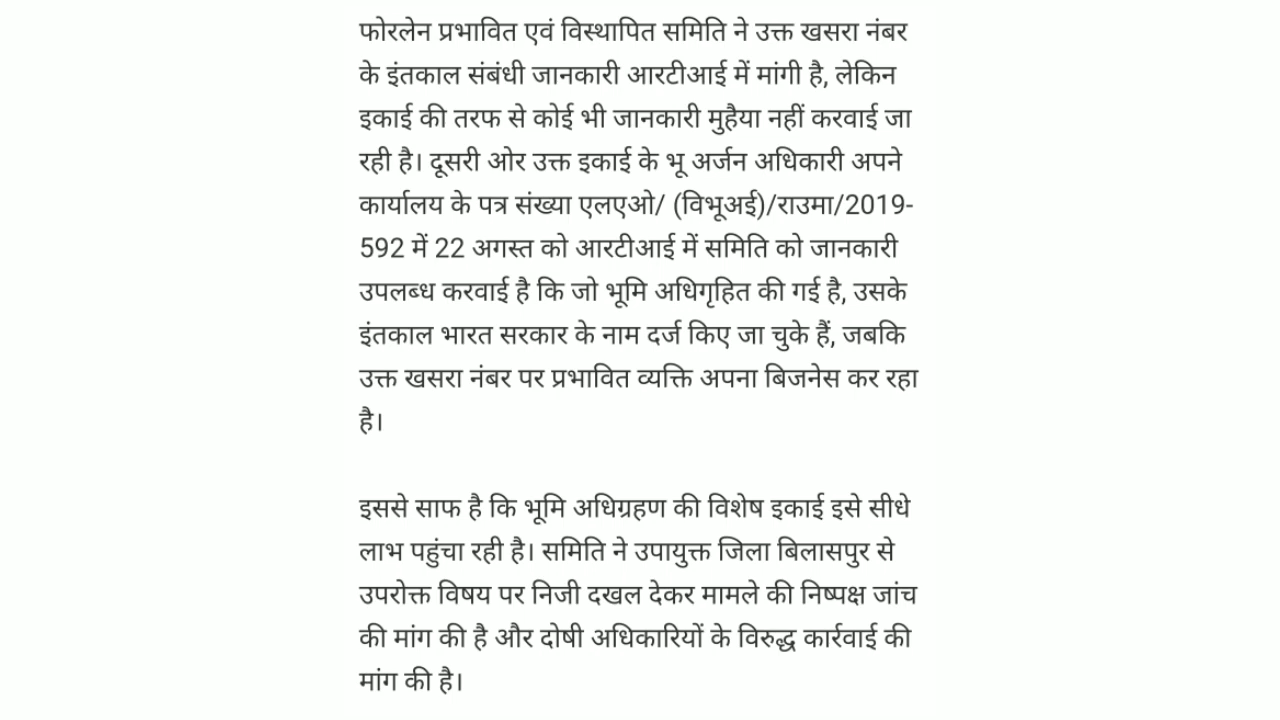 फोरलेन प्रभावित एवं विस्थापित समिति ने उक्त खसरा नंबर
के इंतकाल संबंधी जानकारी आरटीआई में मांगी है, लेकिन
इकाई की तरफ से कोई भी जानकारी मुहैया नहीं करवाई जा
रही है। दूसरी ओर उक्त इकाई के भू अर्जन अधिकारी अपने
कार्यालय के पत्र संख्या एलएओ/ (विभूअई)/राउमा/2019-
592 में 22 अगस्त को आरटीआई में समिति को जानकारी
उपलब्ध करवाई है कि जो भूमि अधिगृहित की गई है, उसके
इंतकाल भारत सरकार के नाम दर्ज किए जा चुके हैं, जबकि
उक्त खसरा नंबर पर प्रभावित व्यक्ति अपना बिजनेस कर रहा
है।
इससे साफ है कि भूमि अधिग्रहण की विशेष इकाई इसे सीधे
लाभ पहुंचा रही है। समिति ने उपायुक्त जिला बिलासपुर से
उपरोक्त विषय पर निजी दखल देकर मामले की निष्पक्ष जांच
की मांग की है और दोषी अधिकारियों के विरुद्ध कार्रवाई की
मांग की है।